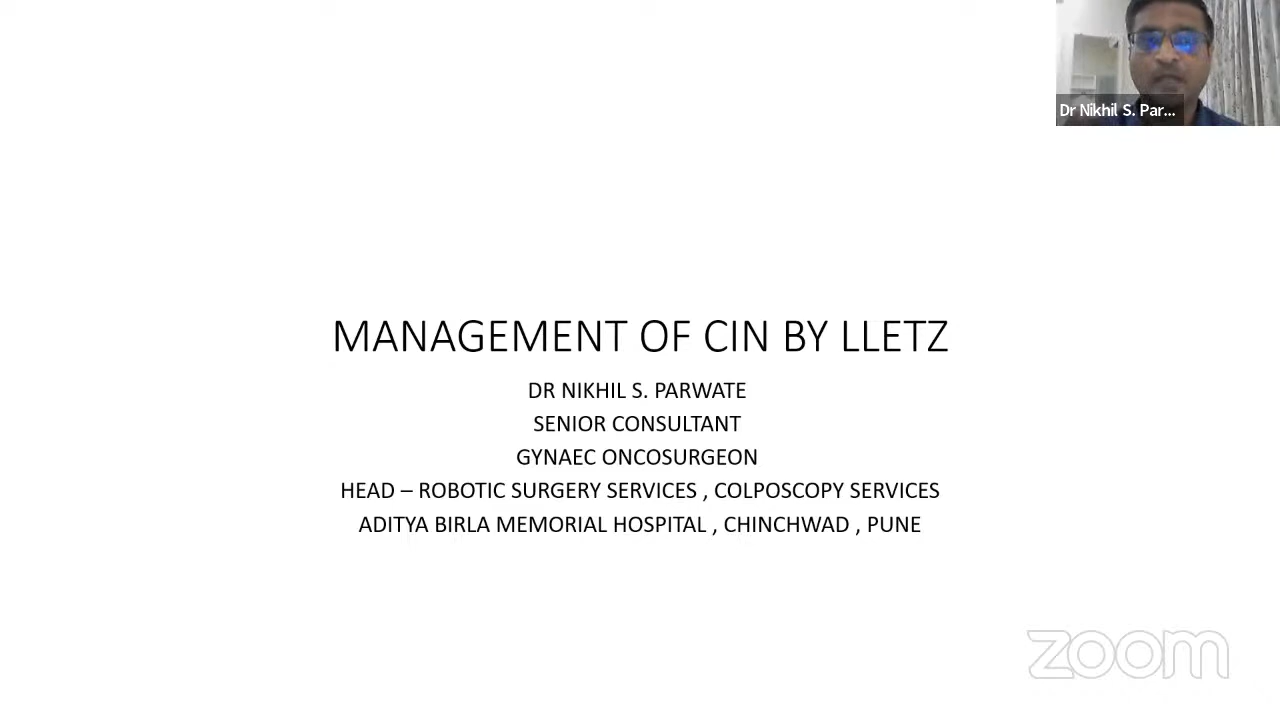 Dr Nikhil S. Par...
MANAGEMENT OF CIN BY LLETZ
DR NIKHIL S. PARWATE
SENIOR CONSULTANT
GYNAEC ONCOSURGEON
HEAD – ROBOTIC SURGERY SERVICES , COLPOSCOPY SERVICES
ADITYA BIRLA MEMORIAL HOSPITAL , CHINCHWAD , PUNE
zoom